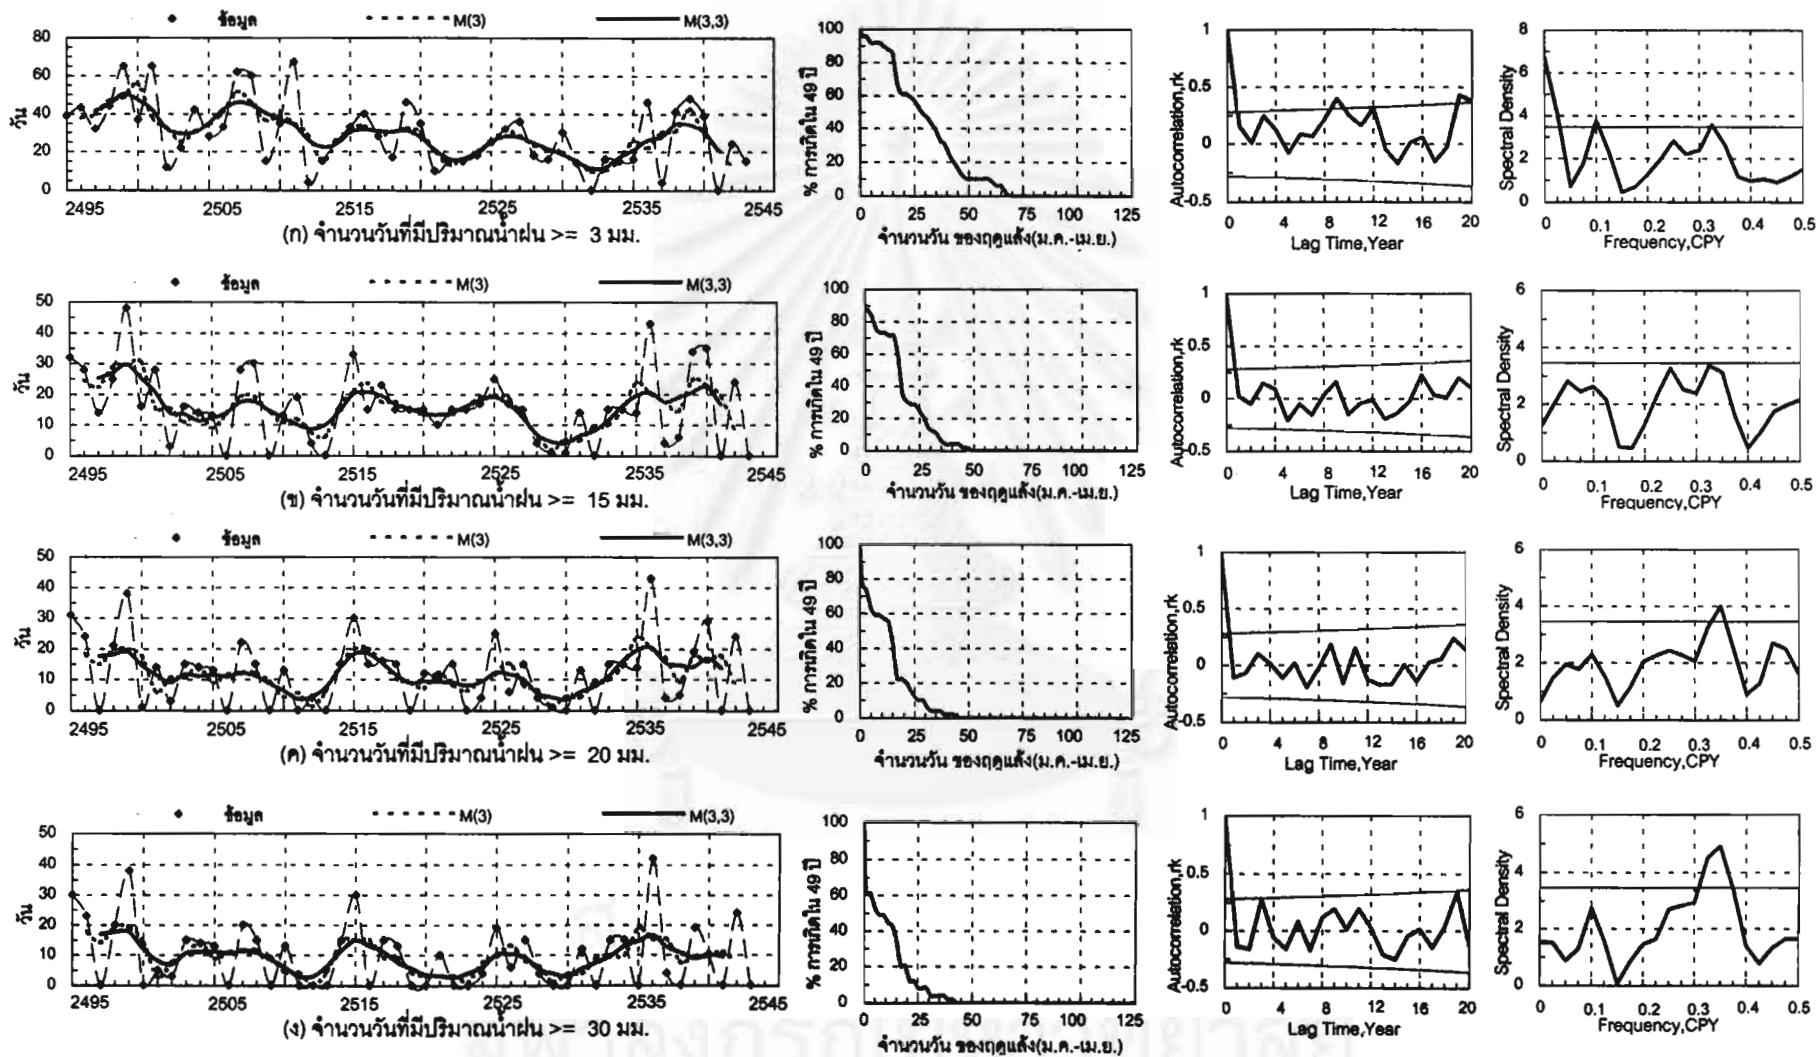 ข้อมูล M(3) M(3,3)
80
60
40
20
0
วัน
2495 2505 2515 2525 2535 2545
(ก) จำนวนวันที่มีปริมาณน้ำฝน >= 3 มม.
% การเกิดใน 49 ปี
100
80
60
40
20
0
0 25 50 75 100 125
จำนวนวัน ของฤดูแล้ง(ม.ค.-เม.ย.)
Autocorrelation,rk
1
0.5
0
-0.5
0 4 8 12 16 20
Lag Time,Year
Spectral Density
8
6
4
2
0
0 0.1 0.2 0.3 0.4 0.5
Frequency,CPY
ข้อมูล M(3) M(3,3)
50
40
30
20
10
0
วัน
2495 2505 2515 2525 2535 2545
(ข) จำนวนวันที่มีปริมาณน้ำฝน >= 15 มม.
% การเกิดใน 49 ปี
100
80
60
40
20
0
0 25 50 75 100 125
จำนวนวัน ของฤดูแล้ง(ม.ค.-เม.ย.)
Autocorrelation,rk
1
0.5
0
-0.5
0 4 8 12 16 20
Lag Time,Year
Spectral Density
6
4
2
0
0 0.1 0.2 0.3 0.4 0.5
Frequency,CPY
ข้อมูล M(3) M(3,3)
50
40
30
20
10
0
วัน
2495 2505 2515 2525 2535 2545
(ค) จำนวนวันที่มีปริมาณน้ำฝน >= 20 มม.
% การเกิดใน 49 ปี
100
80
60
40
20
0
0 25 50 75 100 125
จำนวนวัน ของฤดูแล้ง(ม.ค.-เม.ย.)
Autocorrelation,rk
1
0.5
0
-0.5
0 4 8 12 16 20
Lag Time,Year
Spectral Density
6
4
2
0
0 0.1 0.2 0.3 0.4 0.5
Frequency,CPY
ข้อมูล M(3) M(3,3)
50
40
30
20
10
0
วัน
2495 2505 2515 2525 2535 2545
(ง) จำนวนวันที่มีปริมาณน้ำฝน >= 30 มม.
% การเกิดใน 49 ปี
100
80
60
40
20
0
0 25 50 75 100 125
จำนวนวัน ของฤดูแล้ง(ม.ค.-เม.ย.)
Autocorrelation,rk
1
0.5
0
-0.5
0 4 8 12 16 20
Lag Time,Year
Spectral Density
6
4
2
0
0 0.1 0.2 0.3 0.4 0.5
Frequency,CPY